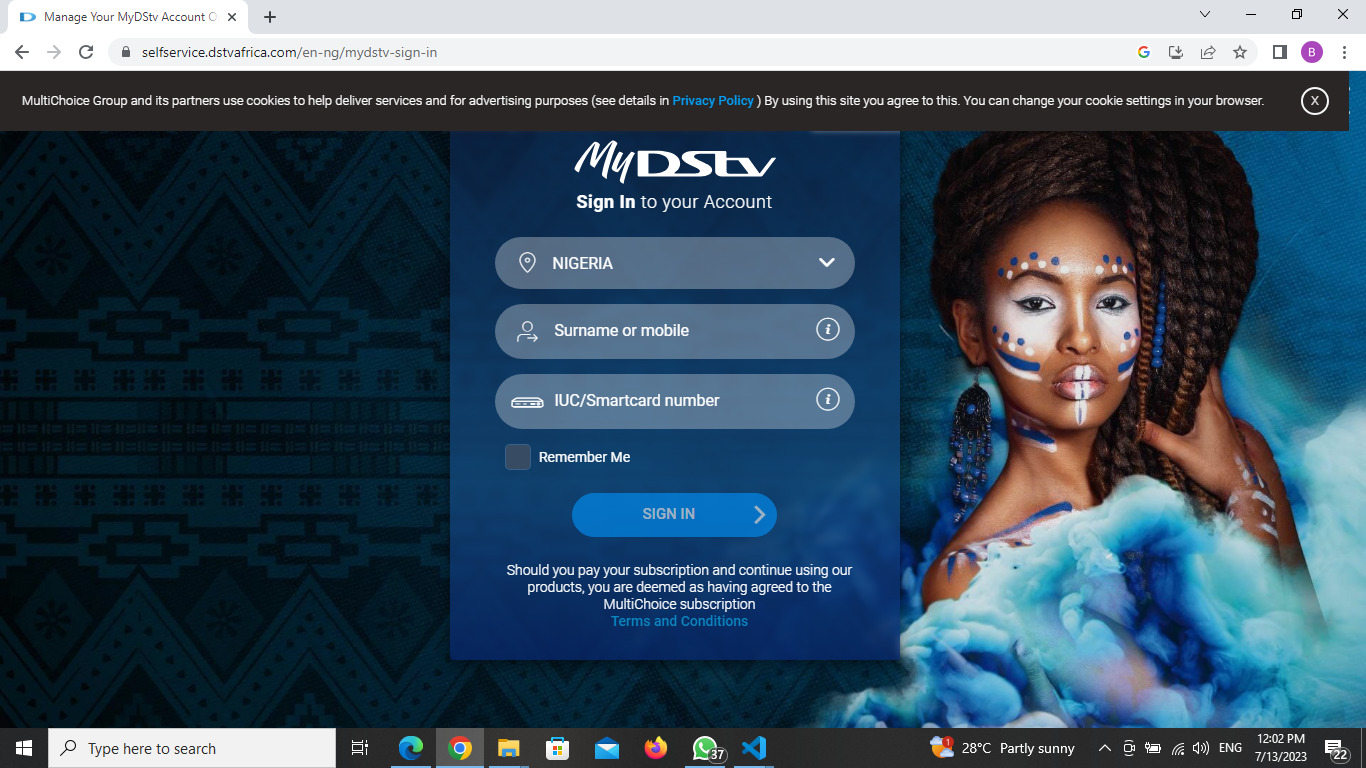 Manage Your MyDStv Account O
selfservice.dstvafrica.com/en-ng/mydstv-sign-in
B
MultiChoice Group and its partners use cookies to help deliver services and for advertising purposes (see details in Privacy Policy ) By using this site you agree to this. You can change your cookie settings in your browser.
X
MyDStv
Sign In to your Account
NIGERIA
Surname or mobile
i
IUC/Smartcard number
i
Remember Me
SIGN IN
Should you pay your subscription and continue using our
products, you are deemed as having agreed to the
MultiChoice subscription
Terms and Conditions
Type here to search
37
1
28°C Partly sunny
ENG
12:02 PM
7/13/2023
22